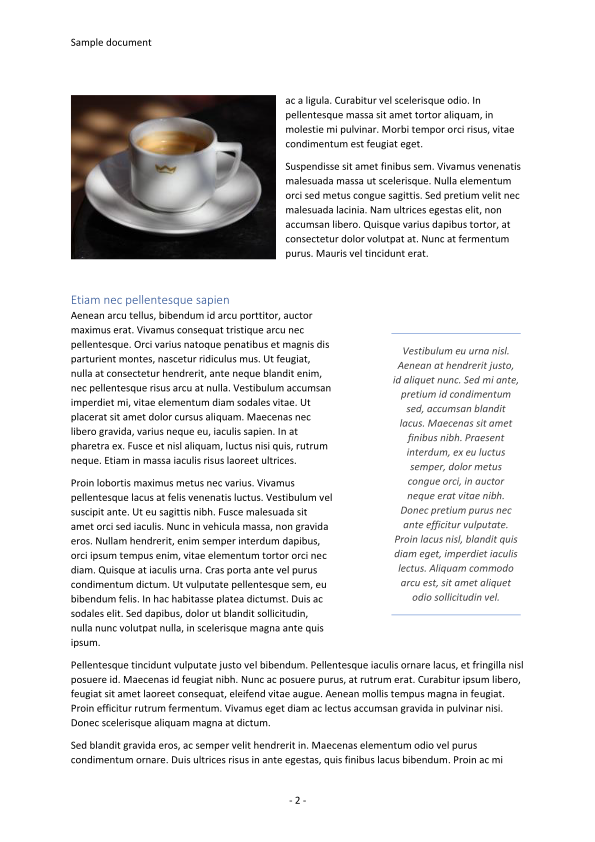 Sample document
ac a ligula. Curabitur vel scelerisque odio. In
pellentesque massa sit amet tortor aliquam, in
molestie mi pulvinar. Morbi tempor orci risus, vitae
condimentum est feugiat eget.
Suspendisse sit amet finibus sem. Vivamus venenatis
malesuada massa ut scelerisque. Nulla elementum
orci sed metus congue sagittis. Sed pretium velit nec
malesuada lacinia. Nam ultrices egestas elit, non
accumsan libero. Quisque varius dapibus tortor, at
consectetur dolor volutpat at. Nunc at fermentum
purus. Mauris vel tincidunt erat.
Etiam nec pellentesque sapien
Aenean arcu tellus, bibendum id arcu porttitor, auctor
maximus erat. Vivamus consequat tristique arcu nec
pellentesque. Orci varius natoque penatibus et magnis dis
parturient montes, nascetur ridiculus mus. Ut feugiat,
nulla at consectetur hendrerit, ante neque blandit enim,
nec pellentesque risus arcu at nulla. Vestibulum accumsan
imperdiet mi, vitae elementum diam sodales vitae. Ut
placerat sit amet dolor cursus aliquam. Maecenas nec
libero gravida, varius neque eu, iaculis sapien. In at
pharetra ex. Fusce et nisl aliquam, luctus nisi quis, rutrum
neque. Etiam in massa iaculis risus laoreet ultrices.
Proin lobortis maximus metus nec varius. Vivamus
pellentesque lacus at felis venenatis luctus. Vestibulum vel
suscipit ante. Ut eu sagittis nibh. Fusce malesuada sit
amet orci sed iaculis. Nunc in vehicula massa, non gravida
eros. Nullam hendrerit, enim semper interdum dapibus,
orci ipsum tempus enim, vitae elementum tortor orci nec
diam. Quisque at iaculis urna. Cras porta ante vel purus
condimentum dictum. Ut vulputate pellentesque sem, eu
bibendum felis. In hac habitasse platea dictumst. Duis ac
sodales elit. Sed dapibus, dolor ut blandit sollicitudin,
nulla nunc volutpat nulla, in scelerisque magna ante quis
ipsum.
Vestibulum eu urna nisl.
Aenean at hendrerit justo,
id aliquet nunc. Sed mi ante,
pretium id condimentum
sed, accumsan blandit
lacus. Maecenas sit amet
finibus nibh. Praesent
interdum, ex eu luctus
semper, dolor metus
congue orci, in auctor
neque erat vitae nibh.
Donec pretium purus nec
ante efficitur vulputate.
Proin lacus nisl, blandit quis
diam eget, imperdiet iaculis
lectus. Aliquam commodo
arcu est, sit amet aliquet
odio sollicitudin vel.
Pellentesque tincidunt vulputate justo vel bibendum. Pellentesque iaculis ornare lacus, et fringilla nisl
posuere id. Maecenas id feugiat nibh. Nunc ac posuere purus, at rutrum erat. Curabitur ipsum libero,
feugiat sit amet laoreet consequat, eleifend vitae augue. Aenean mollis tempus magna in feugiat.
Proin efficitur rutrum fermentum. Vivamus eget diam ac lectus accumsan gravida in pulvinar nisi.
Donec scelerisque aliquam magna at dictum.
Sed blandit gravida eros, ac semper velit hendrerit in. Maecenas elementum odio vel purus
condimentum ornare. Duis ultrices risus in ante egestas, quis finibus lacus bibendum. Proin ac mi
- 2 -